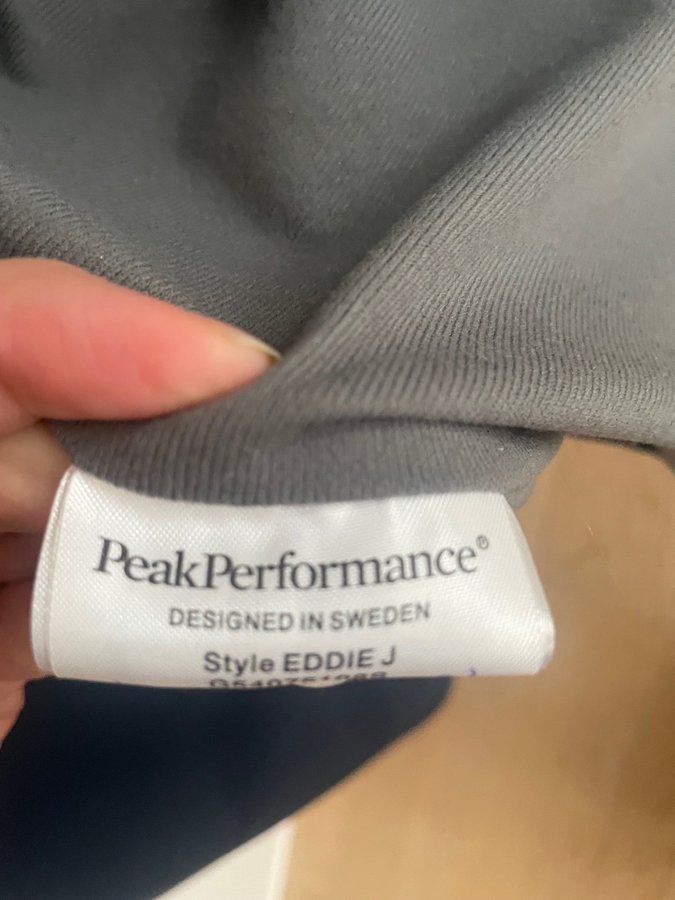 PeakPerformance®
DESIGNED IN SWEDEN
Style EDDIE J